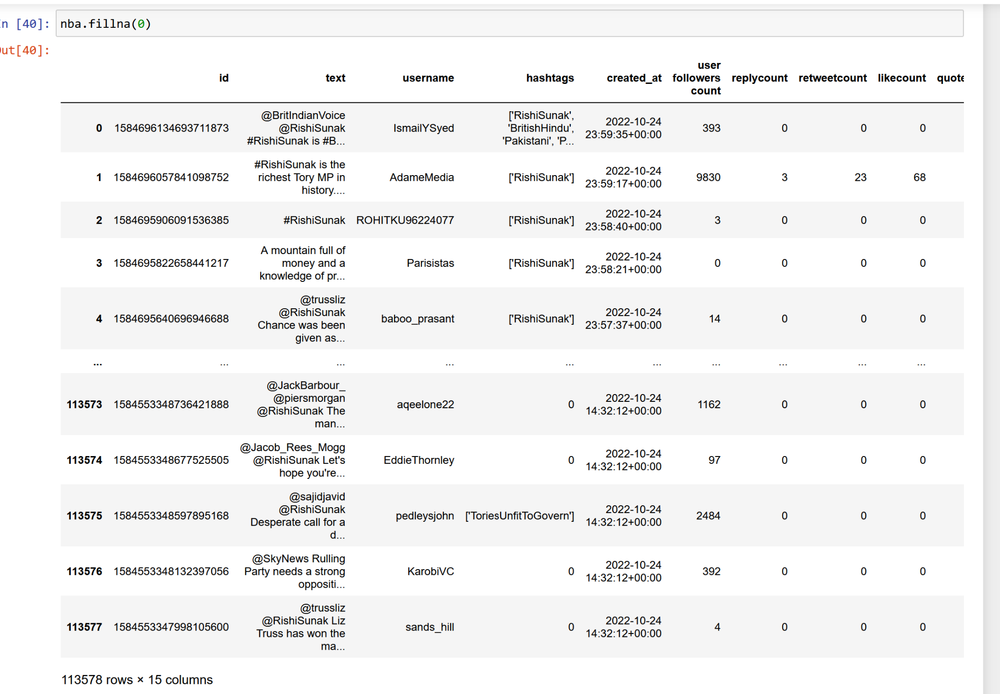 n [40]: nba.fillna(0)
ut[40]:
id text username hashtags created_at user followers count replycount retweetcount likecount quote
0 1584696134693711873 @BritIndianVoice @RishiSunak #RishiSunak is #B... IsmailYSyed ['RishiSunak', 'BritishHindu', 'Pakistani', 'P... 2022-10-24 23:59:35+00:00 393 0 0 0
1 1584696057841098752 #RishiSunak is the richest Tory MP in history.... AdameMedia ['RishiSunak'] 2022-10-24 23:59:17+00:00 9830 3 23 68
2 1584695906091536385 #RishiSunak ROHITKU96224077 ['RishiSunak'] 2022-10-24 23:58:40+00:00 3 0 0 0
3 1584695822658441217 A mountain full of money and a knowledge of pr... Parisistas ['RishiSunak'] 2022-10-24 23:58:21+00:00 0 0 0 0
4 1584695640696946688 @trussliz @RishiSunak Chance was been given as... baboo_prasant ['RishiSunak'] 2022-10-24 23:57:37+00:00 14 0 0 0
... ... ... ... ... ... ... ... ... ...
113573 1584553348736421888 @JackBarbour_ @piersmorgan @RishiSunak The man... aqeelone22 0 2022-10-24 14:32:12+00:00 1162 0 0 0
113574 1584553348677525505 @Jacob_Rees_Mogg @RishiSunak Let's hope you're... EddieThornley 0 2022-10-24 14:32:12+00:00 97 0 0 0
113575 1584553348597895168 @sajidjavid @RishiSunak Desperate call for a d... pedleysjohn ['ToriesUnfitToGovern'] 2022-10-24 14:32:12+00:00 2484 0 0 0
113576 1584553348132397056 @SkyNews Rulling Party needs a strong oppositi... KarobiVC 0 2022-10-24 14:32:12+00:00 392 0 0 0
113577 1584553347998105600 @trussliz @RishiSunak Liz Truss has won the ma... sands_hill 0 2022-10-24 14:32:12+00:00 4 0 0 0
113578 rows × 15 columns